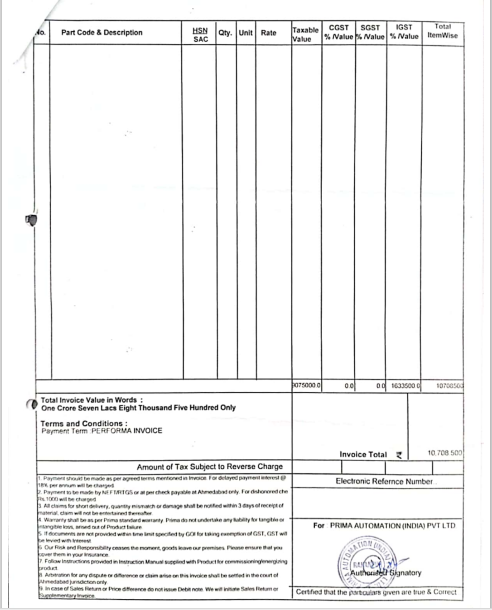 No. Part Code & Description HSN SAC Qty. Unit Rate Taxable Value CGST % /Value SGST % /Value IGST % /Value Total ItemWise
9075000.0 0.0 0.0 1633500.0 10708500
Total Invoice Value in Words :
One Crore Seven Lacs Eight Thousand Five Hundred Only
Terms and Conditions :
Payment Term :PERFORMA INVOICE
Invoice Total ₹ 10,708,500
Amount of Tax Subject to Reverse Charge
Electronic Refernce Number
1. Payment should be made as per agreed terms mentioned in Invoice. For delayed payment interest @
18% per annum will be charged
2. Payment to be made by NEFT/RTGS or at per check payable at Ahmedabad only. For dishonored che
Rs.1000 will be charged
3. All claims for short delivery, quantity mismatch or damage shall be notified within 3 days of receipt of
material, claim will not be entertained thereafter.
4. Warranty shall be as per Prima standard warranty. Prima do not undertake any liability for tangible or
intangible loss, arised out of Product failure
5. If documents are not provided within time limit specified by GOI for taking exemption of GST, GST will
be levied with Interest
6. Our Risk and Responsibility ceases the moment, goods leave our premises. Please ensure that you
cover them in your Insurance.
7. Follow Instructions provided in Instruction Manual supplied with Product for commissioning/energizing
product.
8. Arbitration for any dispute or difference or claim arise on this invoice shall be settled in the court of
Ahmedabad jurisdiction only.
9. In case of Sales Return or Price difference do not issue Debit note. We will initiate Sales Return or
Supplementary Invoice.
For PRIMA AUTOMATION (INDIA) PVT LTD
Authorised Signatory
Certified that the particulars given are true & Correct